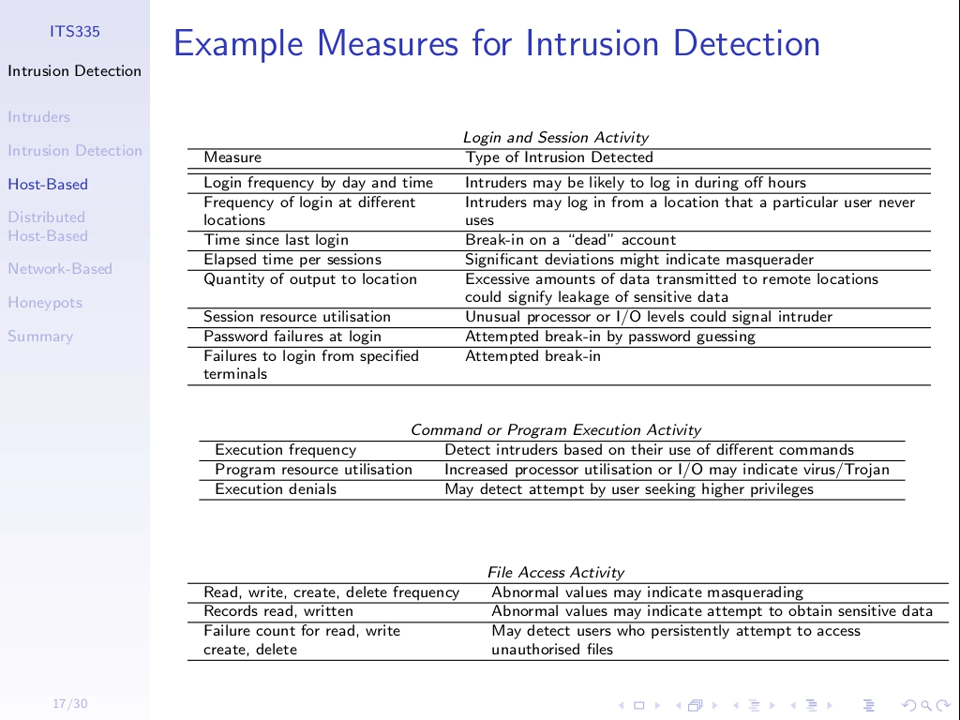 ITS335
Intrusion Detection
Intruders
Intrusion Detection
Host-Based
Distributed
Host-Based
Network-Based
Honeypots
Summary
17/30
Example Measures for Intrusion Detection
Login and Session Activity
Measure Type of Intrusion Detected
Login frequency by day and time Intruders may be likely to log in during off hours
Frequency of login at different Intruders may log in from a location that a particular user never
locations uses
Time since last login Break-in on a “dead” account
Elapsed time per sessions Significant deviations might indicate masquerader
Quantity of output to location Excessive amounts of data transmitted to remote locations
could signify leakage of sensitive data
Session resource utilisation Unusual processor or I/O levels could signal intruder
Password failures at login Attempted break-in by password guessing
Failures to login from specified Attempted break-in
terminals
Command or Program Execution Activity
Execution frequency Detect intruders based on their use of different commands
Program resource utilisation Increased processor utilisation or I/O may indicate virus/Trojan
Execution denials May detect attempt by user seeking higher privileges
File Access Activity
Read, write, create, delete frequency Abnormal values may indicate masquerading
Records read, written Abnormal values may indicate attempt to obtain sensitive data
Failure count for read, write May detect users who persistently attempt to access
create, delete unauthorised files